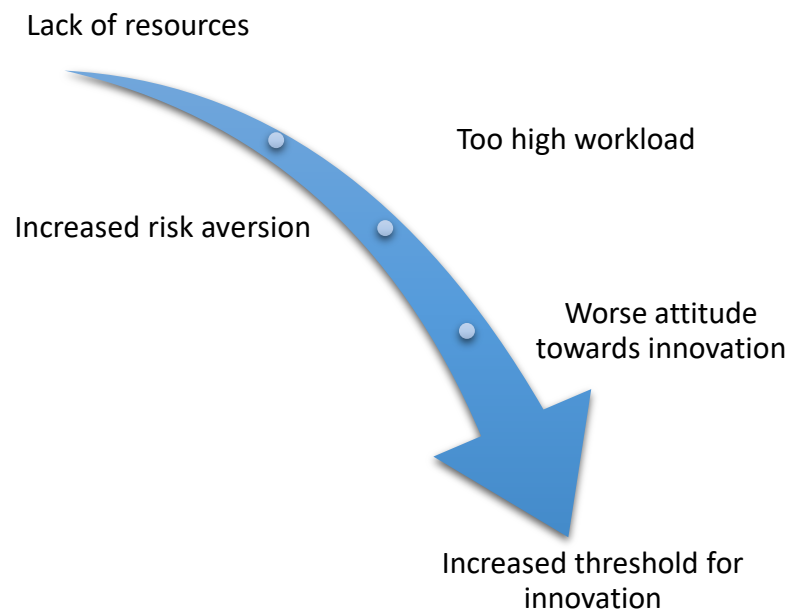 Lack of resources
Too high workload
Increased risk aversion
Worse attitude
towards innovation
Increased threshold for
innovation